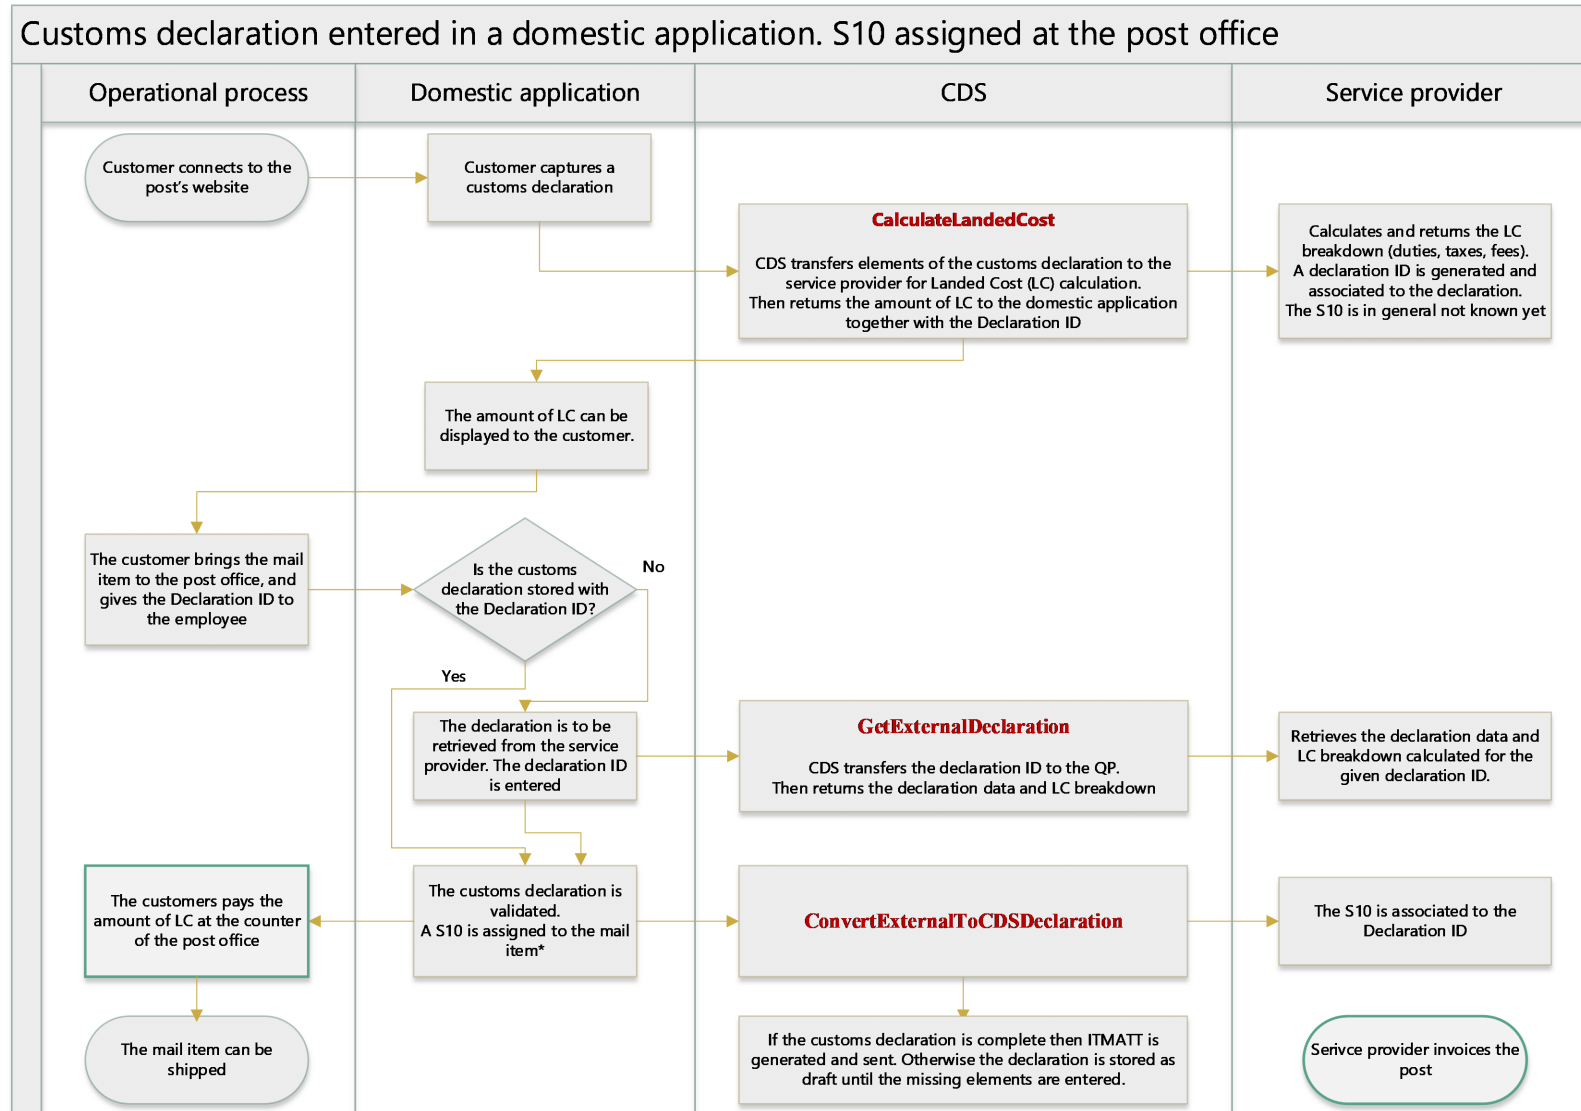 Customs declaration entered in a domestic application. S10 assigned at the post office
Operational process
Domestic application
CDS
Service provider
Customer connects to the
post's website
Customer captures a
customs declaration
CalculateLandedCost
CDS transfers elements of the customs declaration to the
service provider for Landed Cost (LC) calculation.
Then returns the amount of LC to the domestic application
together with the Declaration ID
Calculates and returns the LC
breakdown (duties, taxes, fees).
A declaration ID is generated and
associated to the declaration.
The S10 is in general not known yet
The amount of LC can be
displayed to the customer.
The customer brings the mail
item to the post office, and
gives the Declaration ID to
the employee
Is the customs
declaration stored with
the Declaration ID?
No
Yes
The declaration is to be
retrieved from the service
provider. The declaration ID
is entered
GetExternalDeclaration
CDS transfers the declaration ID to the QP.
Then returns the declaration data and LC breakdown
Retrieves the declaration data and
LC breakdown calculated for the
given declaration ID.
The customers pays the
amount of LC at the counter
of the post office
The customs declaration is
validated.
A S10 is assigned to the mail
item*
ConvertExternalToCDSDeclaration
The S10 is associated to the
Declaration ID
The mail item can be
shipped
If the customs declaration is complete then ITMATT is
generated and sent. Otherwise the declaration is stored as
draft until the missing elements are entered.
Serivce provider invoices the
post